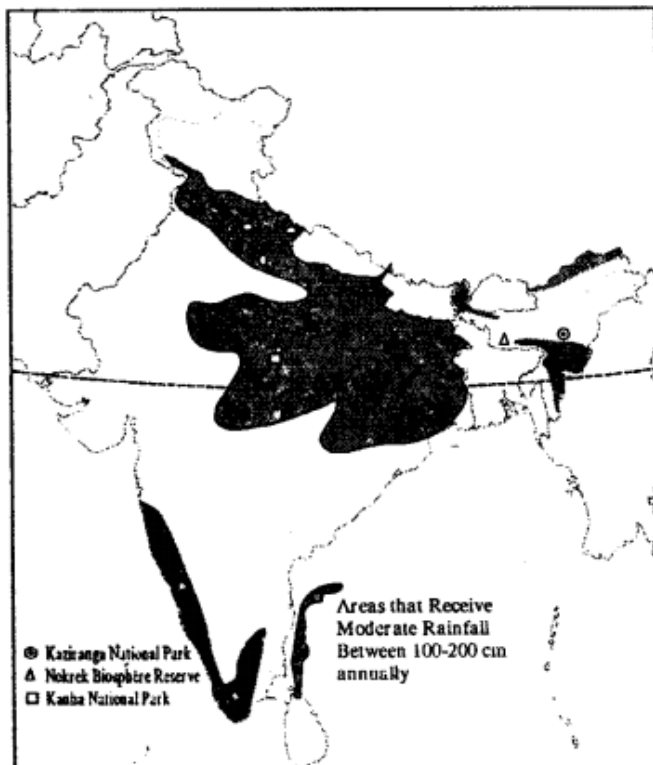 Areas that Receive
Moderate Rainfall
Between 100-200 cm
annually
Kaziranga National Park
Nokrek Biosphere Reserve
Kanha National Park